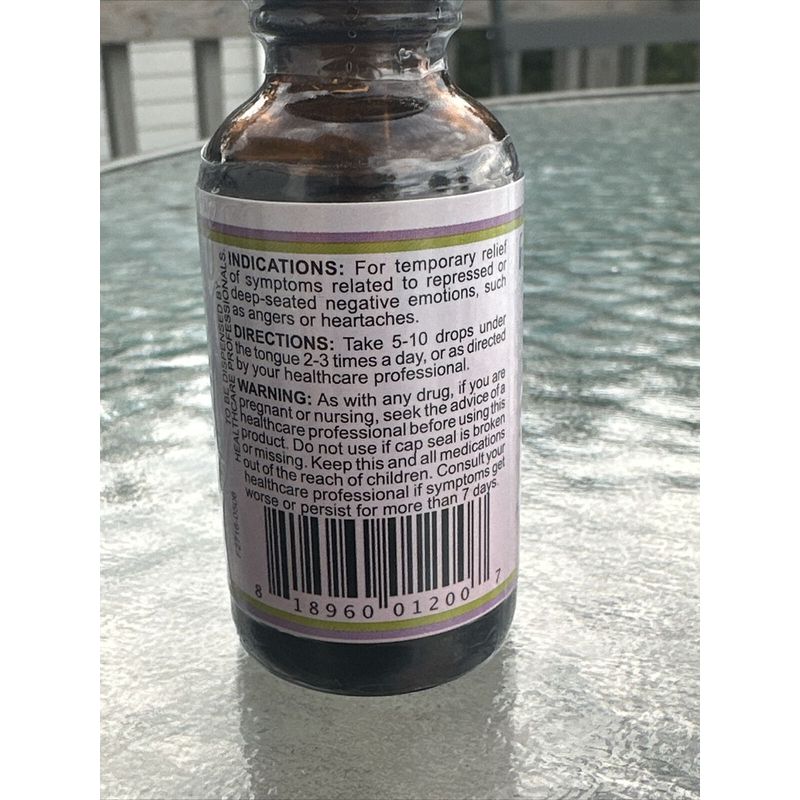 INDICATIONS: For temporary relief
of symptoms related to repressed or
deep-seated negative emotions, such
as angers or heartaches.
DIRECTIONS: Take 5-10 drops under
the tongue 2-3 times a day, or as directed
by your healthcare professional.
WARNING: As with any drug, if you are
pregnant or nursing, seek the advice of a
healthcare professional before using this
product. Do not use if cap seal is broken
or missing. Keep this and all medications
out of the reach of children. Consult your
healthcare professional if symptoms get
worse or persist for more than 7 days.
8 18960 01200 7
TO BE DISPENSED BY
HEALTHCARE PROFESSIONALS.